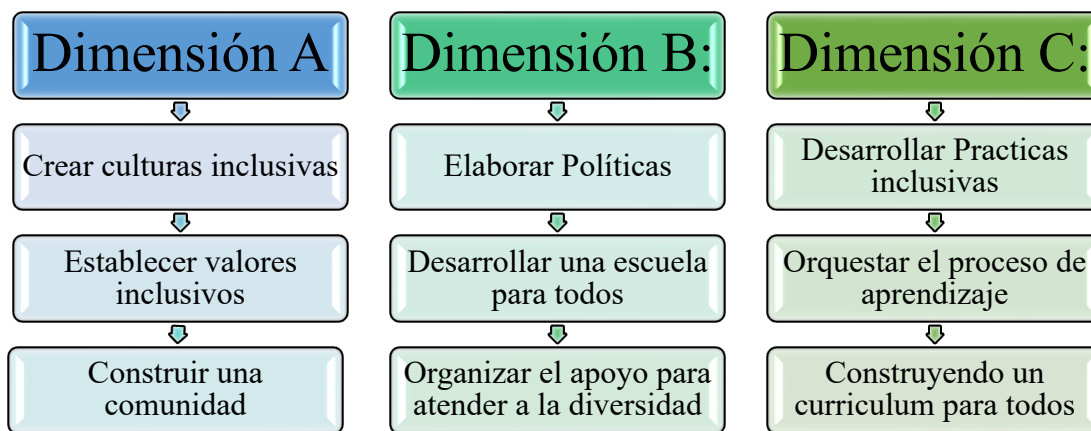 Dimensión A
Crear culturas inclusivas
Establecer valores
inclusivos
Construir una
comunidad
Dimensión B:
Elaborar Políticas
Desarrollar una escuela
para todos
Organizar el apoyo para
atender a la diversidad
Dimensión C:
Desarrollar Practicas
inclusivas
Orquestar el proceso de
aprendizaje
Construyendo un
curriculum para todos